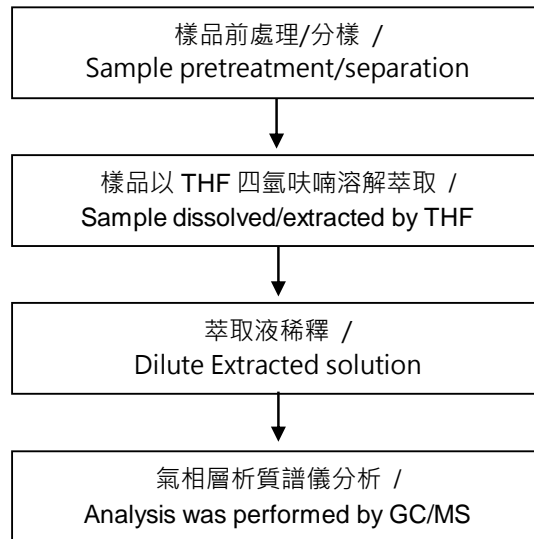 樣品前處理/分樣 /
Sample pretreatment/separation
樣品以 THF 四氫呋喃溶解萃取 /
Sample dissolved/extracted by THF
萃取液稀釋 /
Dilute Extracted solution
氣相層析質譜儀分析 /
Analysis was performed by GC/MS